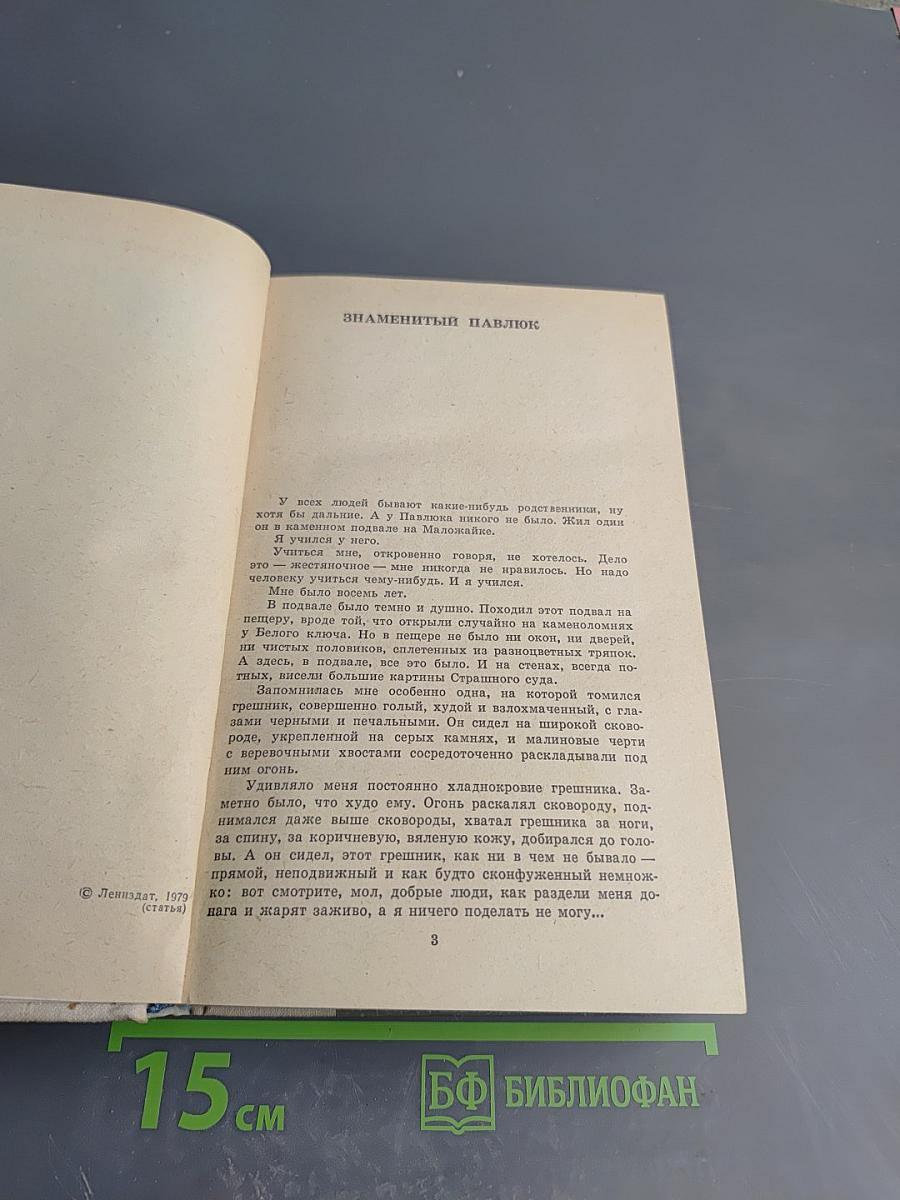 © Лениздат, 1979
(статья)
ЗНАМЕНИТЫЙ ПАВЛЮК
У всех людей бывают какие-нибудь родственники, ну
хотя бы дальние. А у Павлюка никого не было. Жил один
он в каменном подвале на Маложайке.
Я учился у него.
Учиться мне, откровенно говоря, не хотелось. Дело
это — жестяночное — мне никогда не нравилось. Но надо
человеку учиться чему-нибудь. И я учился.
Мне было восемь лет.
В подвале было темно и душно. Походил этот подвал на
пещеру, вроде той, что открыли случайно на каменоломнях
у Белого ключа. Но в пещере не было ни окон, ни дверей,
ни чистых половиков, сплетенных из разноцветных тряпок.
А здесь, в подвале, все это было. И на стенах, всегда по-
тных, висели большие картины Страшного суда.
Запомнилась мне особенно одна, на которой томился
грешник, совершенно голый, худой и взлохмаченный, с гла-
зами черными и печальными. Он сидел на широкой сково-
роде, укрепленной на серых камнях, и малиновые черти
с веревочными хвостами сосредоточенно раскладывали под
ним огонь.
Удивляло меня постоянно хладнокровие грешника. За-
метно было, что худо ему. Огонь раскалял сковороду, под-
нимался даже выше сковороды, хватал грешника за ноги,
за спину, за коричневую, вяленую кожу, добирался до голо-
вы. А он сидел, этот грешник, как ни в чем не бывало —
прямой, неподвижный и как будто сконфуженный немнож-
ко: вот смотрите, мол, добрые люди, как раздели меня до-
нага и жарят заживо, а я ничего поделать не могу...
3
15 см
БФ БИБЛИОФАН